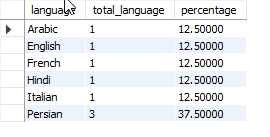 language total_language percentage
Arabic 1 12.50000
English 1 12.50000
French 1 12.50000
Hindi 1 12.50000
Italian 1 12.50000
Persian 3 37.50000